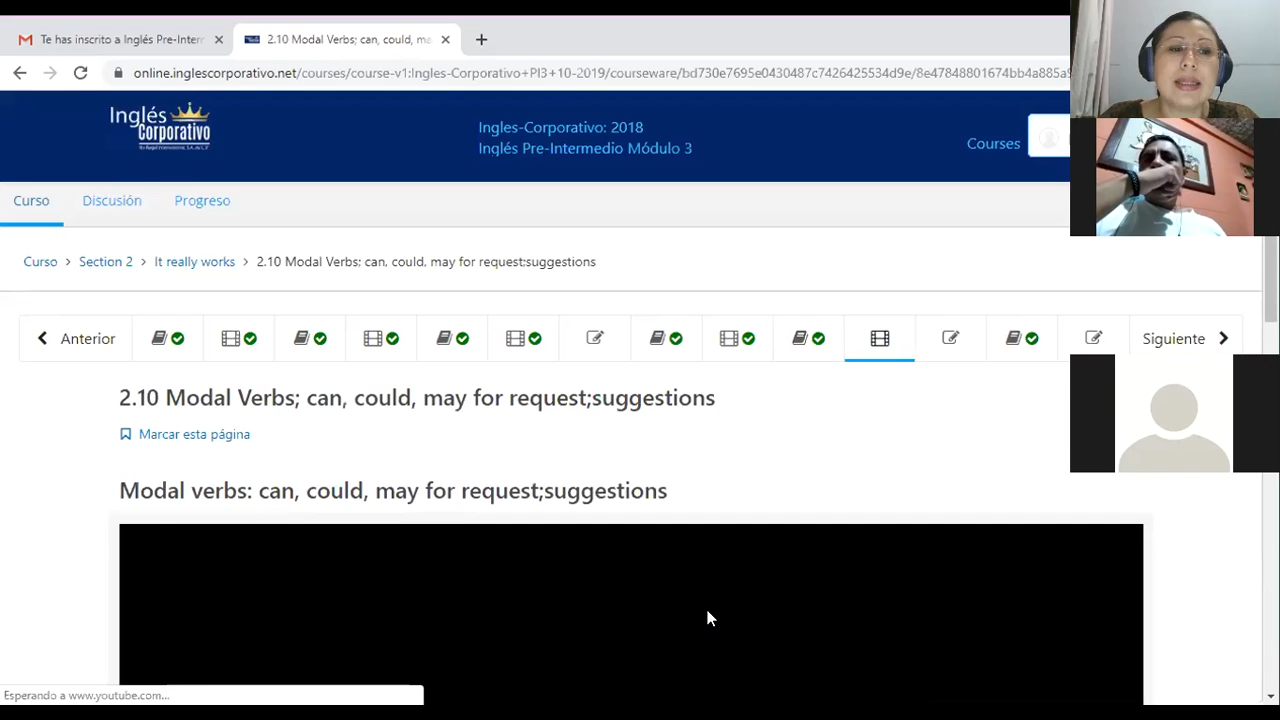 Te has inscrito a Inglés Pre-Inter
2.10 Modal Verbs; can, could, ma
online.inglescorporativo.net/courses/course-v1:Ingles-Corporativo+PI3+10-2019/courseware/bd730e7695e0430487c7426425534d9e/8e47848801674bb4a885a9
Inglés
Corporativo
Ingles-Corporativo: 2018
Inglés Pre-Intermedio Módulo 3
Courses
Curso Discusión Progreso
Curso > Section 2 > It really works > 2.10 Modal Verbs; can, could, may for request;suggestions
Anterior Siguiente
2.10 Modal Verbs; can, could, may for request;suggestions
Marcar esta página
Modal verbs: can, could, may for request;suggestions
Esperando a www.youtube.com...